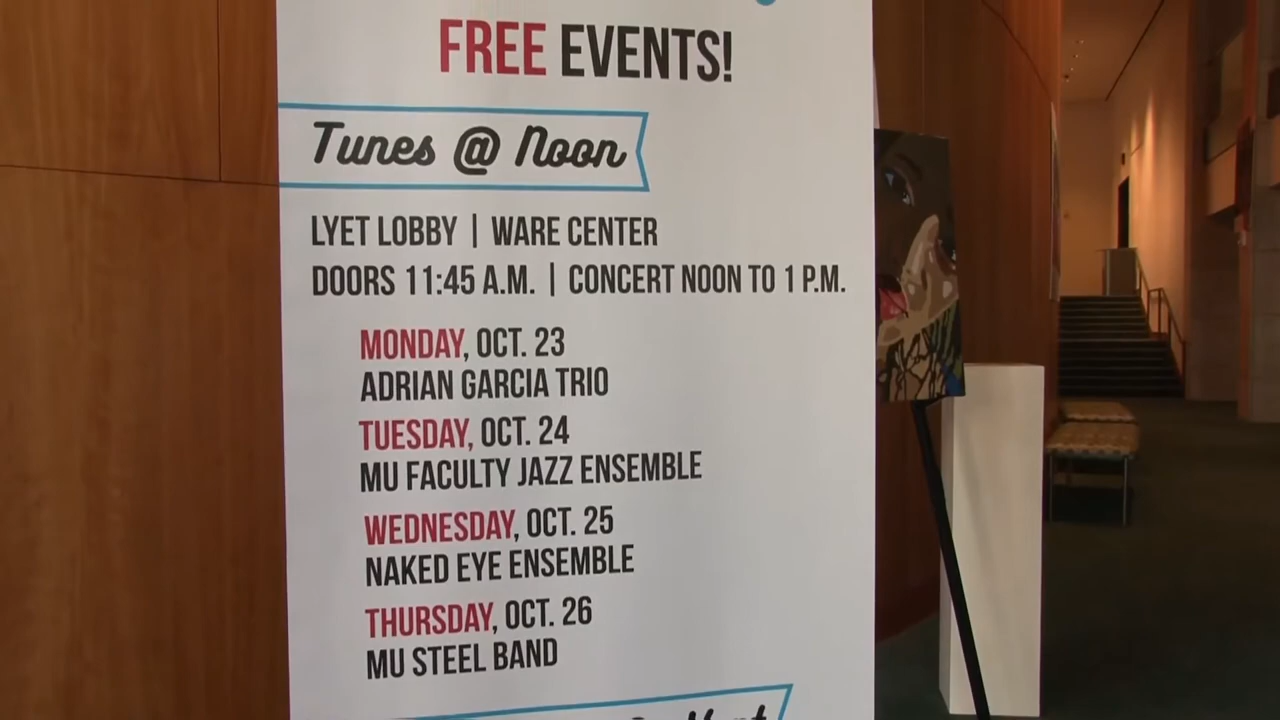 FREE EVENTS!
Tunes @ Noon
LYET LOBBY | WARE CENTER
DOORS 11:45 A.M. | CONCERT NOON TO 1 P.M.
MONDAY, OCT. 23
ADRIAN GARCIA TRIO
TUESDAY, OCT. 24
MU FACULTY JAZZ ENSEMBLE
WEDNESDAY, OCT. 25
NAKED EYE ENSEMBLE
THURSDAY, OCT. 26
MU STEEL BAND